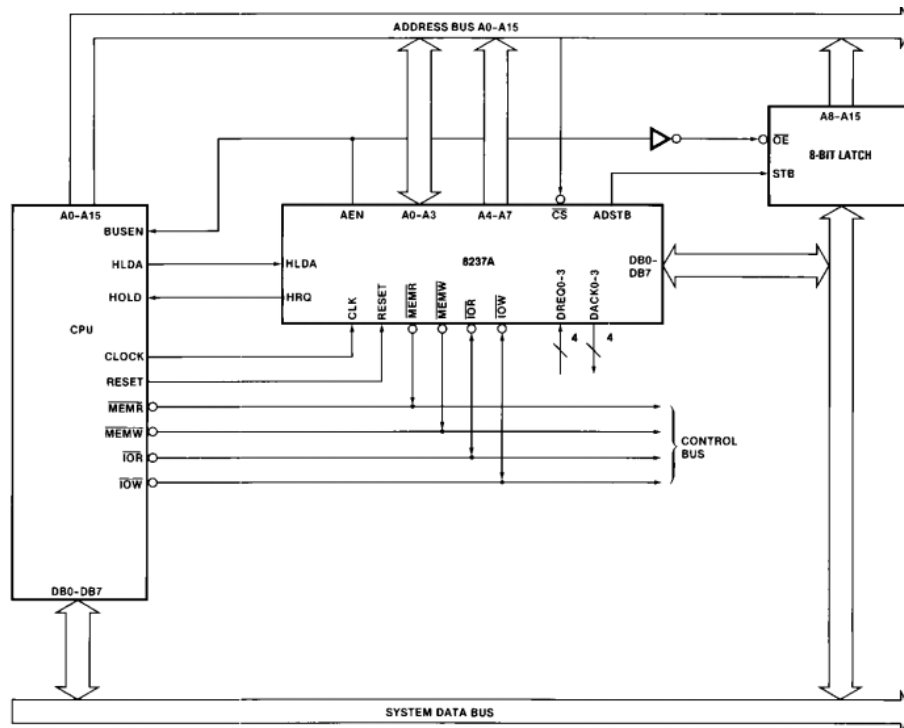 ADDRESS BUS A0-A15
A8-A15
OE
8-BIT LATCH
STB
A0-A15
AEN
A0-A3
A4-A7
CS
ADSTB
BUSEN
HLDA
HLDA
8237A
DB0-
DB7
HOLD
HRQ
CLK
RESET
MEMR
MEMW
IOR
IOW
DREQ0-3
DACK0-3
CPU
4
4
CLOCK
RESET
MEMR
MEMW
IOR
IOW
CONTROL
BUS
DB0-DB7
SYSTEM DATA BUS